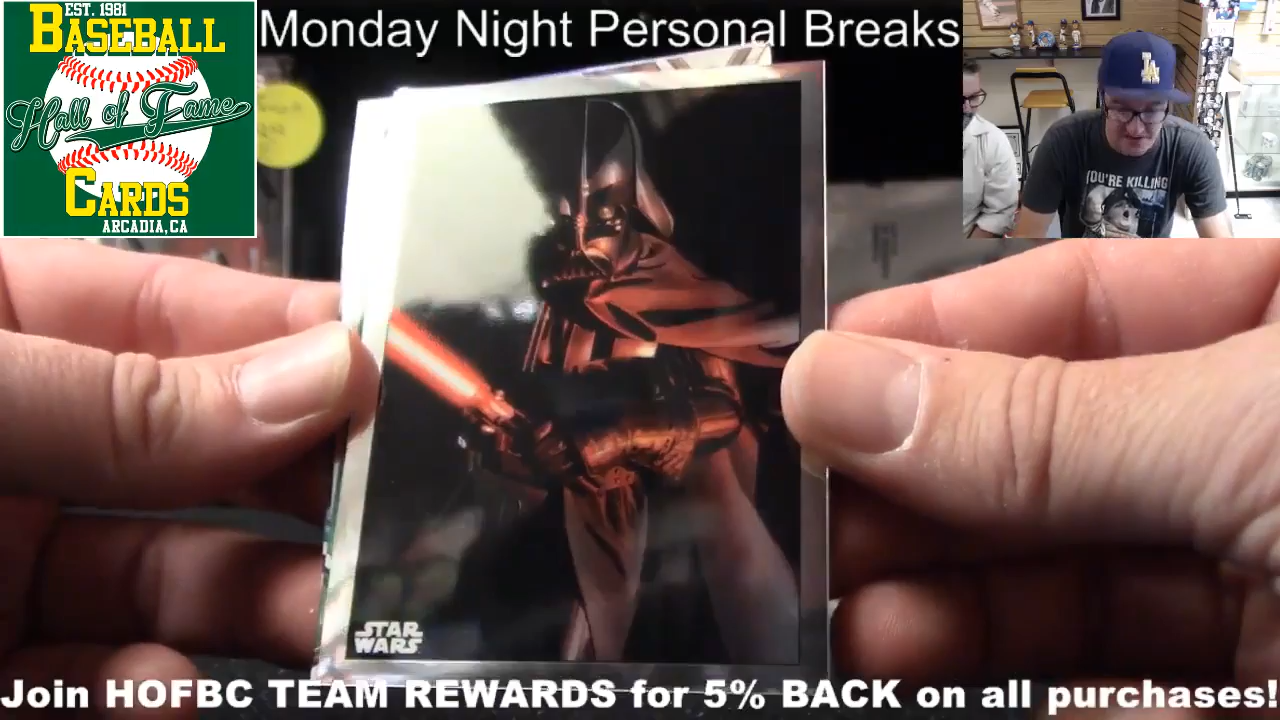 EST. 1981
BASEBALL
Hall of Fame
CARDS
ARCADIA, CA
Monday Night Personal Breaks
LA
YOU'RE KILLING
STAR
WARS
Join HOFBC TEAM REWARDS for 5% BACK on all purchases!